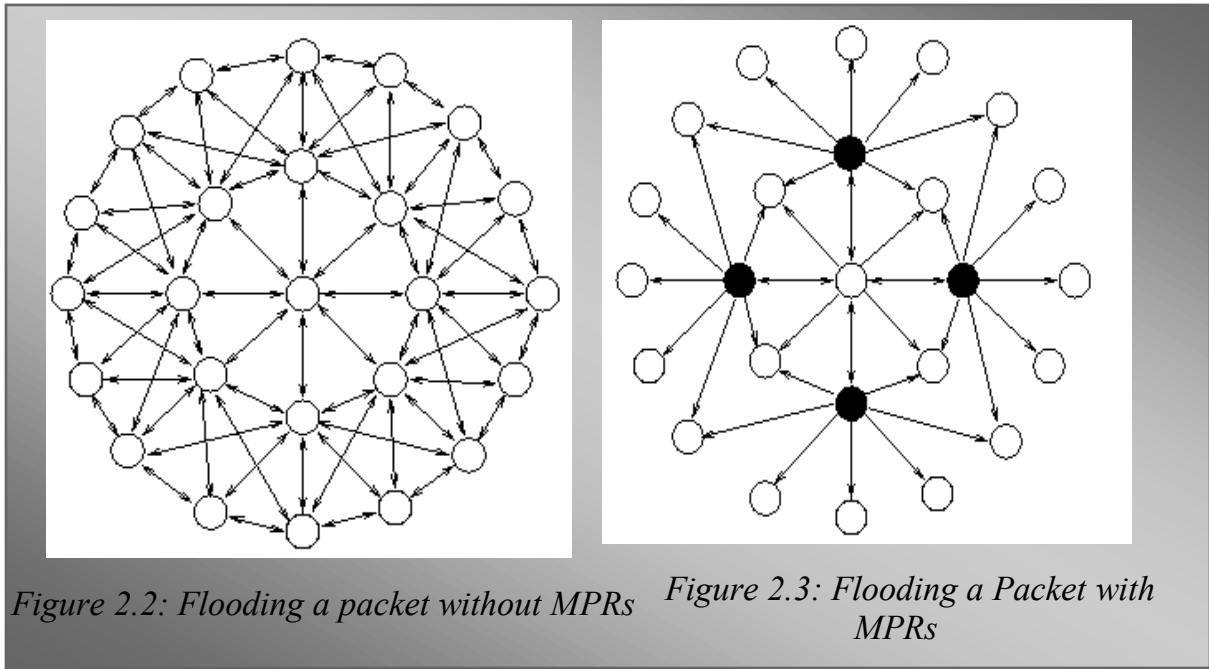 Figure 2.2: Flooding a packet without MPRs
Figure 2.3: Flooding a Packet with
MPRs